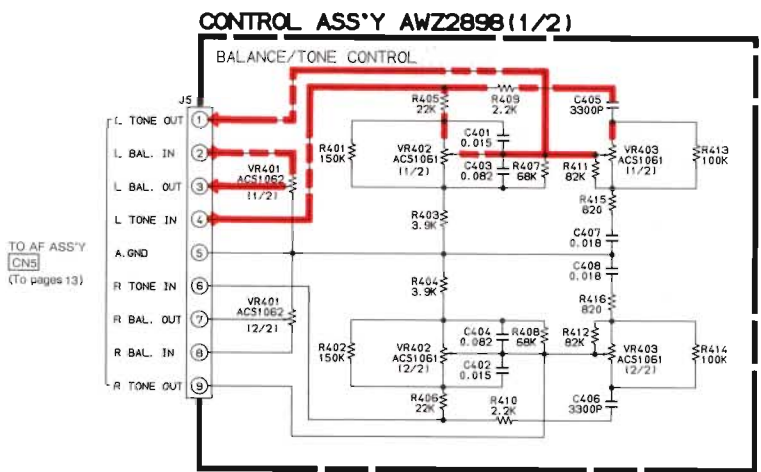 CONTROL ASS'Y AWZ2898(1/2)
BALANCE/TONE CONTROL
J5
L TONE OUT 1
L BAL. IN 2
L BAL. OUT 3
L TONE IN 4
A.GND 5
R TONE IN 6
R BAL. OUT 7
R BAL. IN 8
R TONE OUT 9
TO AF ASS'Y
CN5
(To pages 13)
VR401
ACS1062
(1/2)
VR401
ACS1062
(2/2)
R405
22K
R409
2.2K
C405
3300P
R401
150K
VR402
ACS1061
(1/2)
C401
0.015
C403
0.082
R407
68K
R411
82K
VR403
ACS1061
(1/2)
R413
100K
R403
3.9K
R415
820
C407
0.018
C408
0.018
R404
3.9K
R416
820
R402
150K
VR402
ACS1061
(2/2)
C404
0.082
C402
0.015
R408
68K
R412
82K
VR403
ACS1061
(2/2)
R414
100K
R406
22K
R410
2.2K
C406
3300P